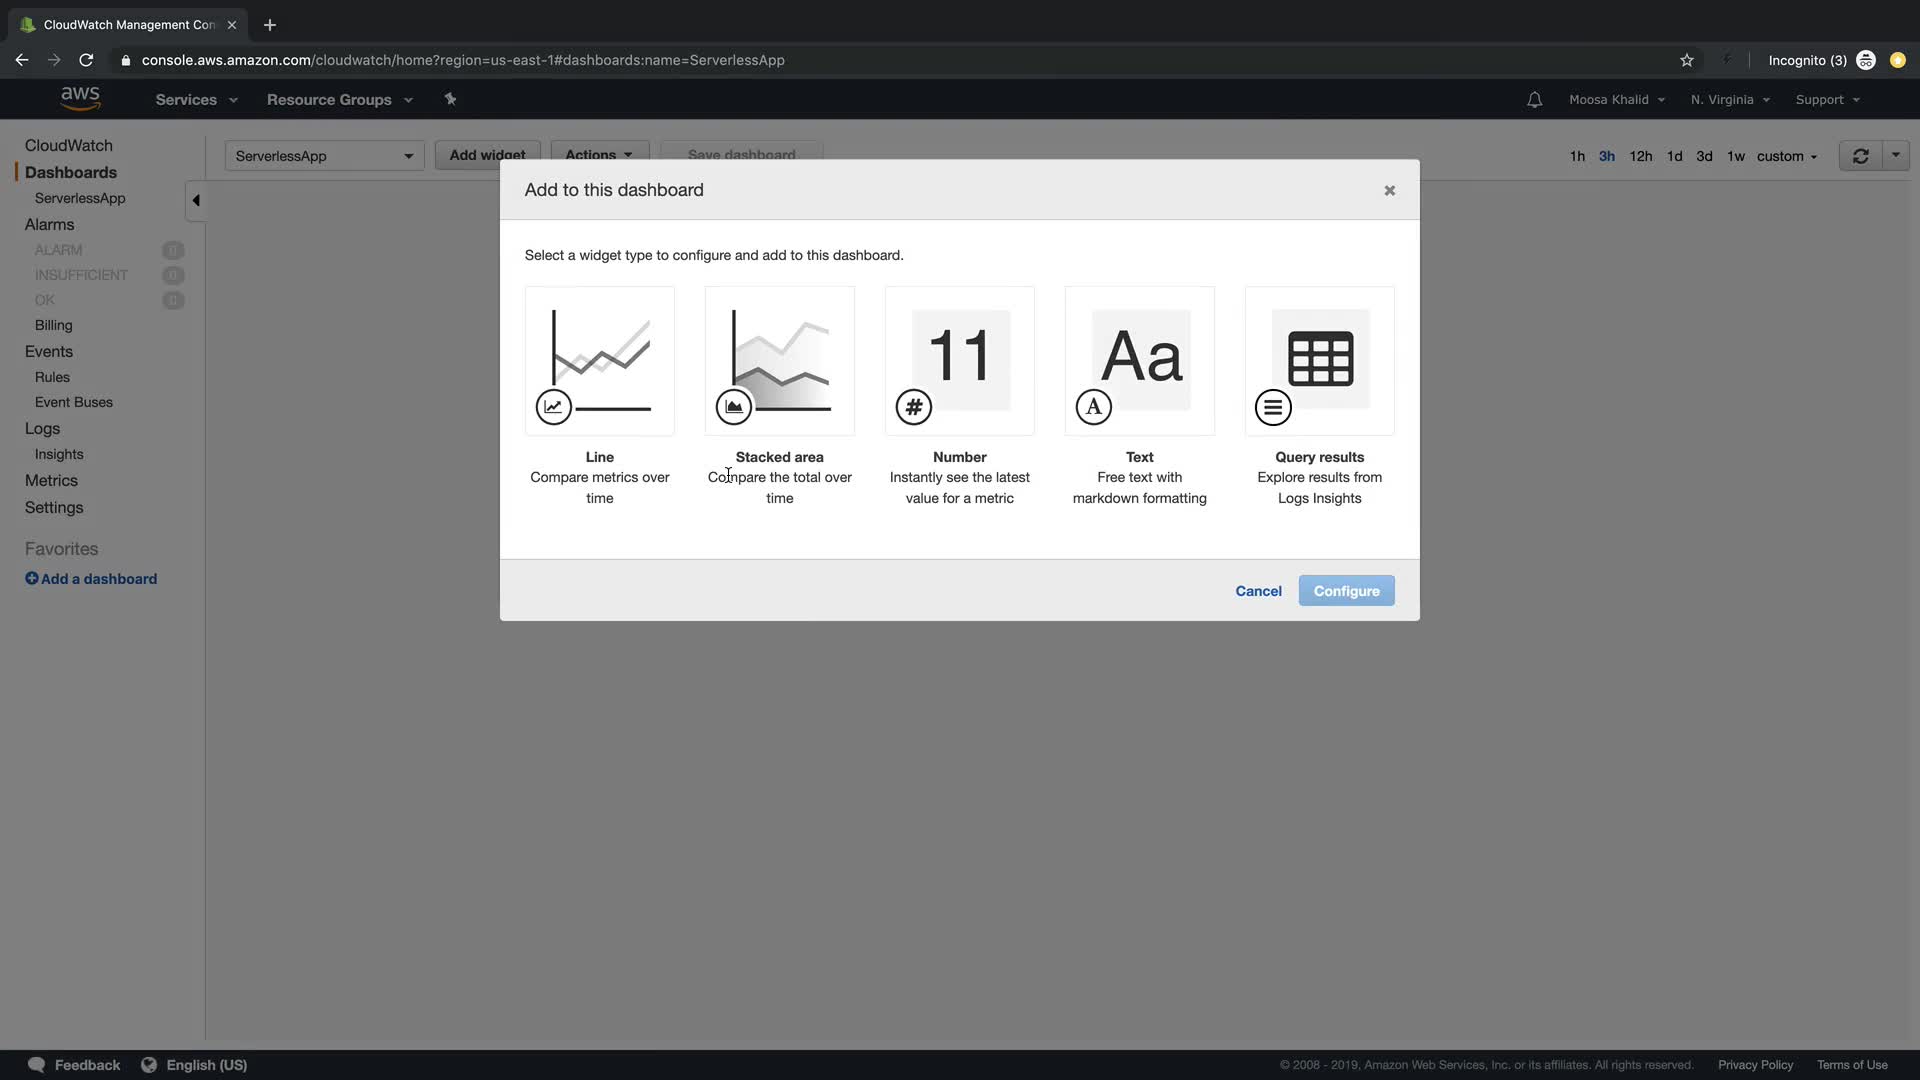 CloudWatch Management Con
console.aws.amazon.com/cloudwatch/home?region=us-east-1#dashboards:name=ServerlessApp
Incognito (3)
aws
Services
Resource Groups
Moosa Khalid
N. Virginia
Support
CloudWatch
Dashboards
ServerlessApp
Alarms
ALARM 0
INSUFFICIENT 0
OK 0
Billing
Events
Rules
Event Buses
Logs
Insights
Metrics
Settings
Favorites
Add a dashboard
ServerlessApp
Add widget
Actions
Save dashboard
1h 3h 12h 1d 3d 1w custom
Add to this dashboard
Select a widget type to configure and add to this dashboard.
Line
Compare metrics over
time
Stacked area
Compare the total over
time
11
#
Number
Instantly see the latest
value for a metric
Aa
A
Text
Free text with
markdown formatting
Query results
Explore results from
Logs Insights
Cancel
Configure
Feedback
English (US)
© 2008 - 2019, Amazon Web Services, Inc. or its affiliates. All rights reserved.
Privacy Policy
Terms of Use